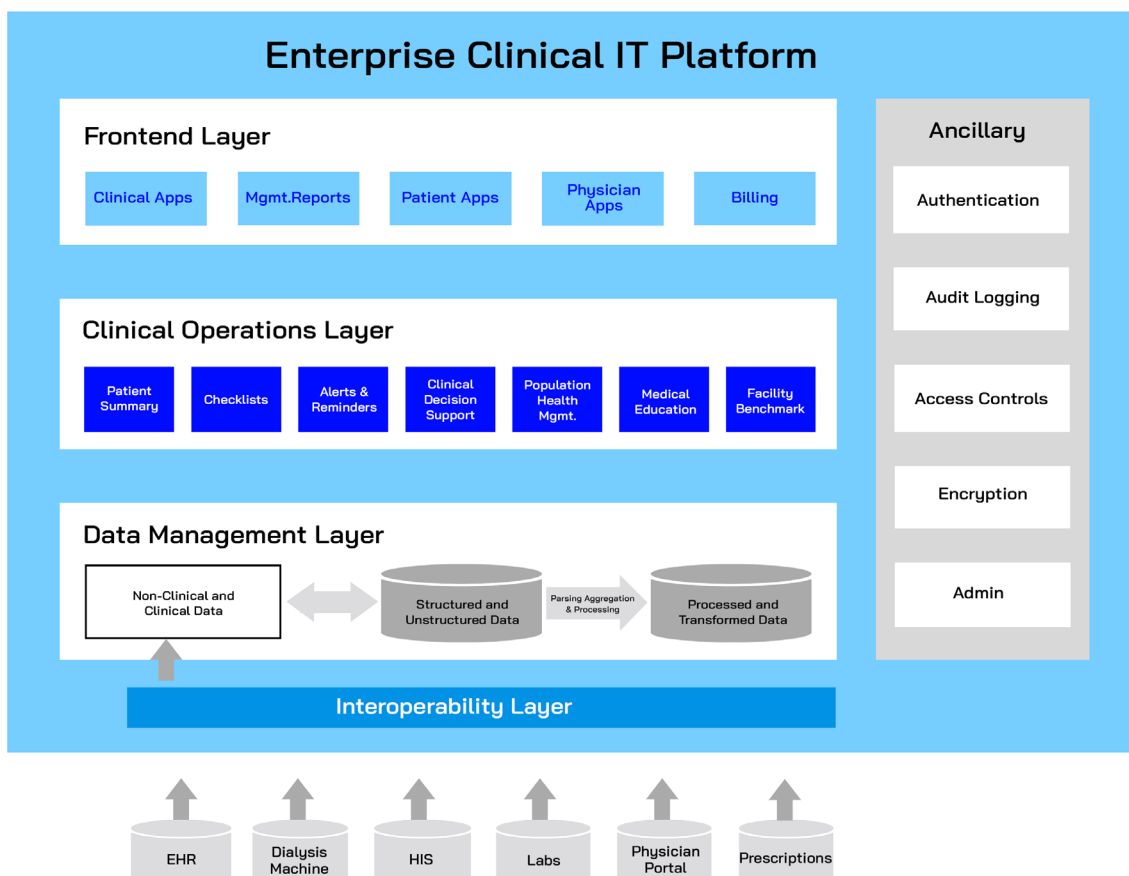 Enterprise Clinical IT Platform
Frontend Layer
Clinical Apps
Mgmt.Reports
Patient Apps
Physician
Apps
Billing
Clinical Operations Layer
Patient
Summary
Checklists
Alerts &
Reminders
Clinical
Decision
Support
Population
Health
Mgmt.
Medical
Education
Facility
Benchmark
Data Management Layer
Non-Clinical and
Clinical Data
Structured and
Unstructured Data
Parsing Aggregation
& Processing
Processed and
Transformed Data
Interoperability Layer
EHR
Dialysis
Machine
HIS
Labs
Physician
Portal
Prescriptions
Ancillary
Authentication
Audit Logging
Access Controls
Encryption
Admin